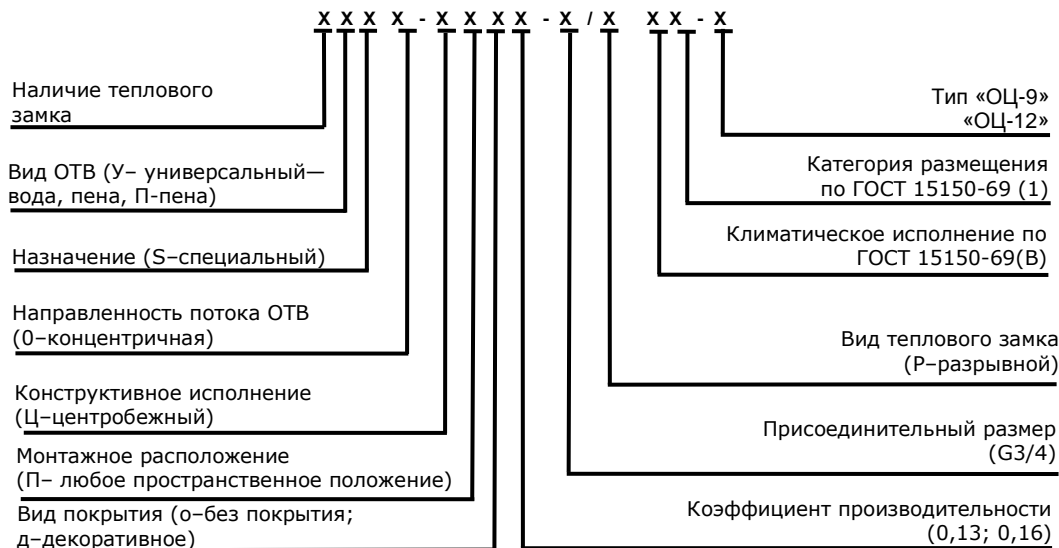 X X X X - X X X X - X / X X X - X
Наличие теплового
замка
Вид ОТВ (У– универсальный—
вода, пена, П-пена)
Назначение (S–специальный)
Направленность потока ОТВ
(0–концентричная)
Конструктивное исполнение
(Ц–центробежный)
Монтажное расположение
(П– любое пространственное положение)
Вид покрытия (о–без покрытия;
д–декоративное)
Тип «ОЦ-9»
«ОЦ-12»
Категория размещения
по ГОСТ 15150-69 (1)
Климатическое исполнение по
ГОСТ 15150-69(В)
Вид теплового замка
(Р–разрывной)
Присоединительный размер
(G3/4)
Коэффициент производительности
(0,13; 0,16)